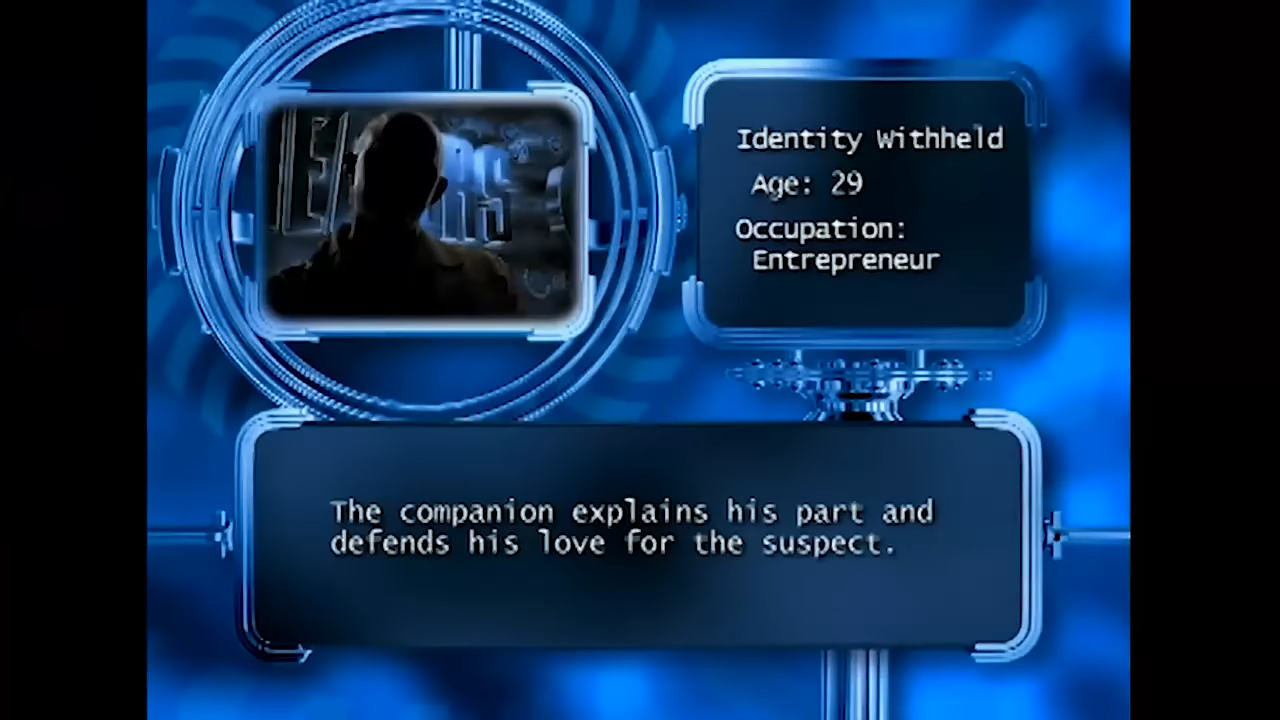 Identity Withheld
Age: 29
Occupation:
Entrepreneur
The companion explains his part and
defends his love for the suspect.